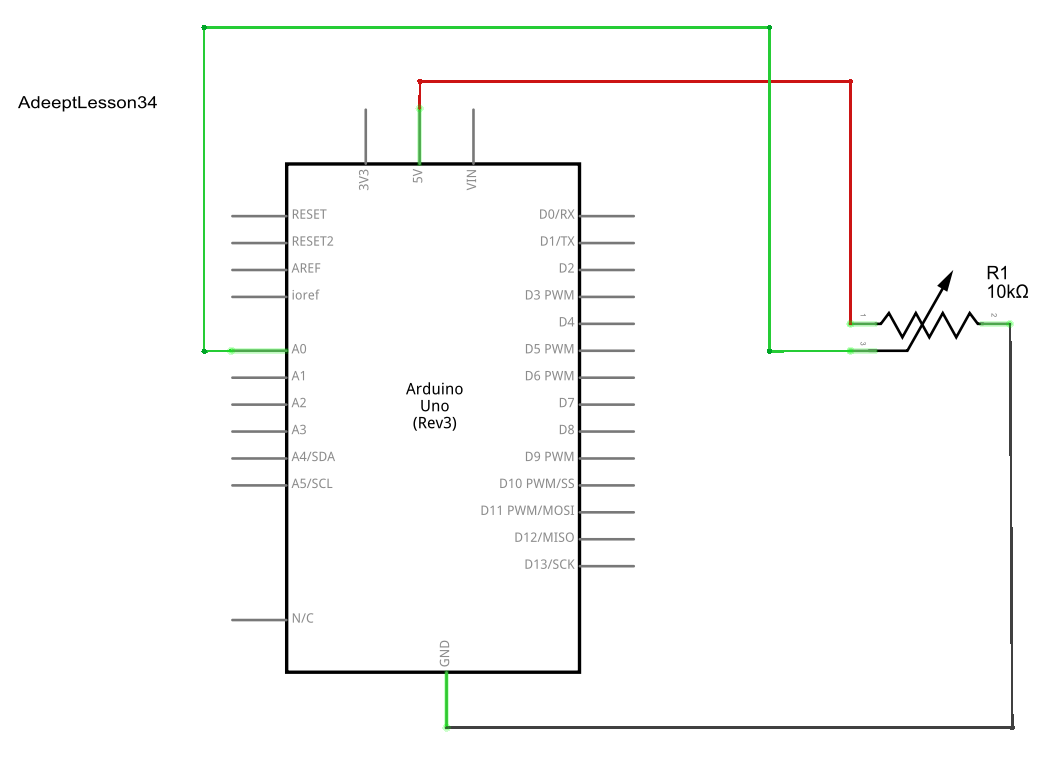 AdeeptLesson34
3V3
5V
VIN
RESET
RESET2
AREF
ioref
A0
A1
A2
A3
A4/SDA
A5/SCL
N/C
D0/RX
D1/TX
D2
D3 PWM
D4
D5 PWM
D6 PWM
D7
D8
D9 PWM
D10 PWM/SS
D11 PWM/MOSI
D12/MISO
D13/SCK
Arduino
Uno
(Rev3)
GND
R1
10kΩ
1
2
3